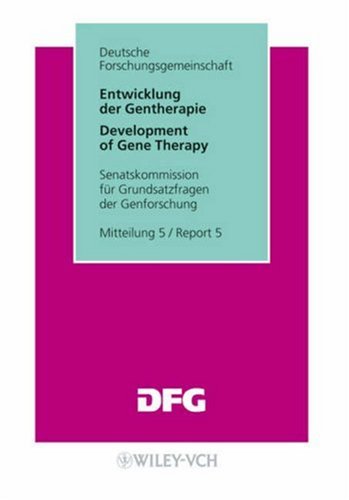 Deutsche
Forschungsgemeinschaft
Entwicklung
der Gentherapie
Development
of Gene Therapy
Senatskommission
für Grundsatzfragen
der Genforschung
Mitteilung 5 / Report 5
DFG
WILEY-VCH